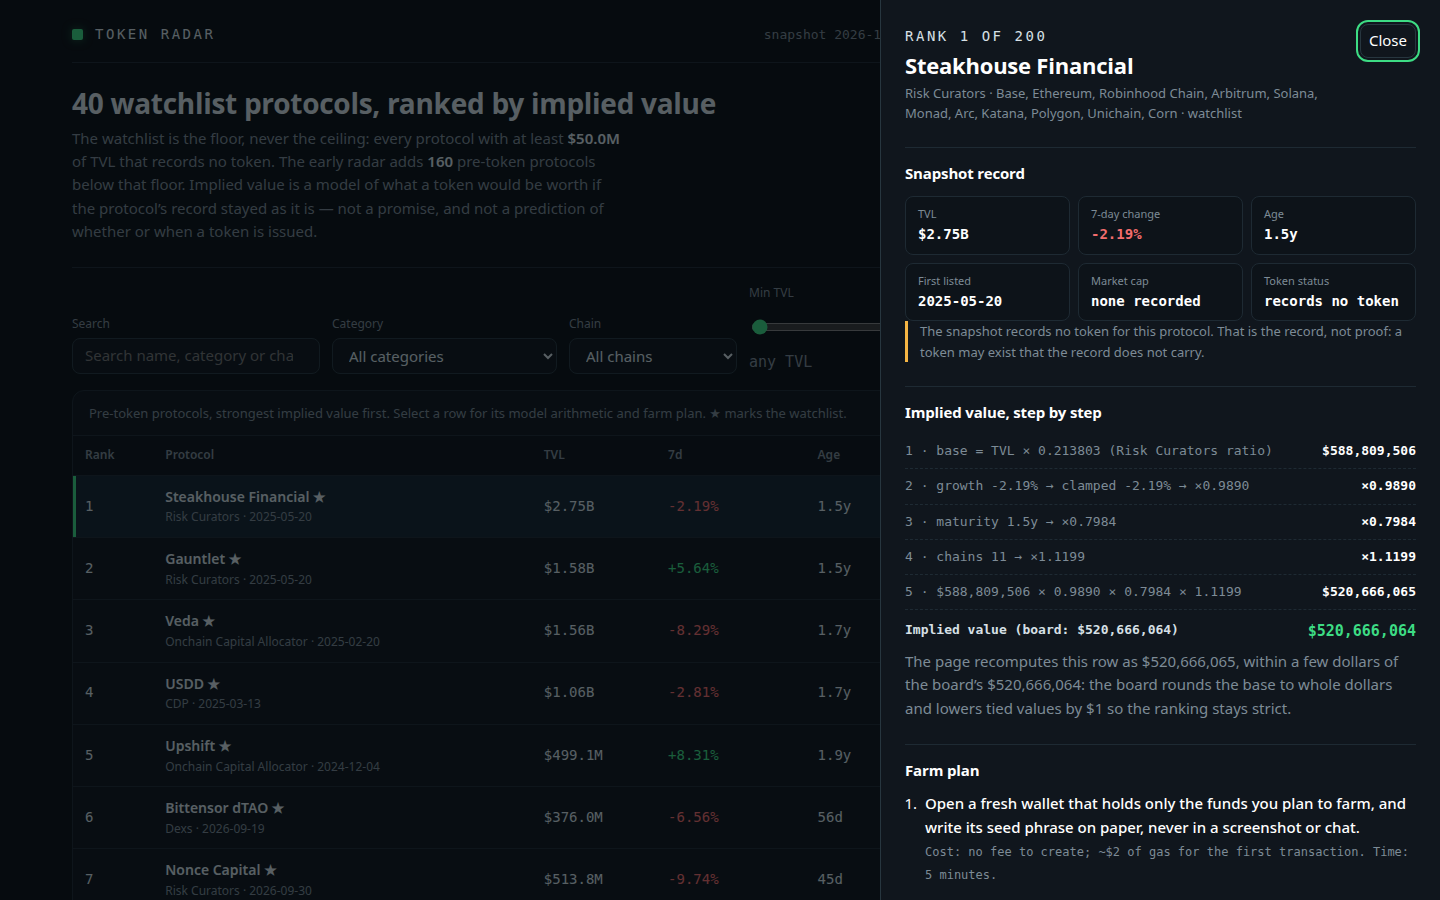 TOKEN RADAR
snapshot 2026-1
40 watchlist protocols, ranked by implied value
The watchlist is the floor, never the ceiling: every protocol with at least $50.0M
of TVL that records no token. The early radar adds 160 pre-token protocols
below that floor. Implied value is a model of what a token would be worth if
the protocol's record stayed as it is — not a promise, and not a prediction of
whether or when a token is issued.
Min TVL
Search Category Chain
Search name, category or cha All categories All chains any TVL
Pre-token protocols, strongest implied value first. Select a row for its model arithmetic and farm plan. ★ marks the watchlist.
Rank Protocol TVL 7d Age
1 Steakhouse Financial ★ $2.75B -2.19% 1.5y
Risk Curators · 2025-05-20
2 Gauntlet ★ $1.58B +5.64% 1.5y
Risk Curators · 2025-05-20
3 Veda ★ $1.56B -8.29% 1.7y
Onchain Capital Allocator · 2025-02-20
4 USDD ★ $1.06B -2.81% 1.7y
CDP · 2025-03-13
5 Upshift ★ $499.1M +8.31% 1.9y
Onchain Capital Allocator · 2024-12-04
6 Bittensor dTAO ★ $376.0M -6.56% 56d
Dexs · 2026-09-19
7 Nonce Capital ★ $513.8M -9.74% 45d
Risk Curators · 2026-09-30
RANK 1 OF 200
Close
Steakhouse Financial
Risk Curators · Base, Ethereum, Robinhood Chain, Arbitrum, Solana,
Monad, Arc, Katana, Polygon, Unichain, Corn · watchlist
Snapshot record
TVL 7-day change Age
$2.75B -2.19% 1.5y
First listed Market cap Token status
2025-05-20 none recorded records no token
The snapshot records no token for this protocol. That is the record, not proof: a
token may exist that the record does not carry.
Implied value, step by step
1 · base = TVL × 0.213803 (Risk Curators ratio) $588,809,506
2 · growth -2.19% → clamped -2.19% → ×0.9890 ×0.9890
3 · maturity 1.5y → ×0.7984 ×0.7984
4 · chains 11 → ×1.1199 ×1.1199
5 · $588,809,506 × 0.9890 × 0.7984 × 1.1199 $520,666,065
Implied value (board: $520,666,064) $520,666,064
The page recomputes this row as $520,666,065, within a few dollars of
the board's $520,666,064: the board rounds the base to whole dollars
and lowers tied values by $1 so the ranking stays strict.
Farm plan
1. Open a fresh wallet that holds only the funds you plan to farm, and
write its seed phrase on paper, never in a screenshot or chat.
Cost: no fee to create; ~$2 of gas for the first transaction. Time:
5 minutes.